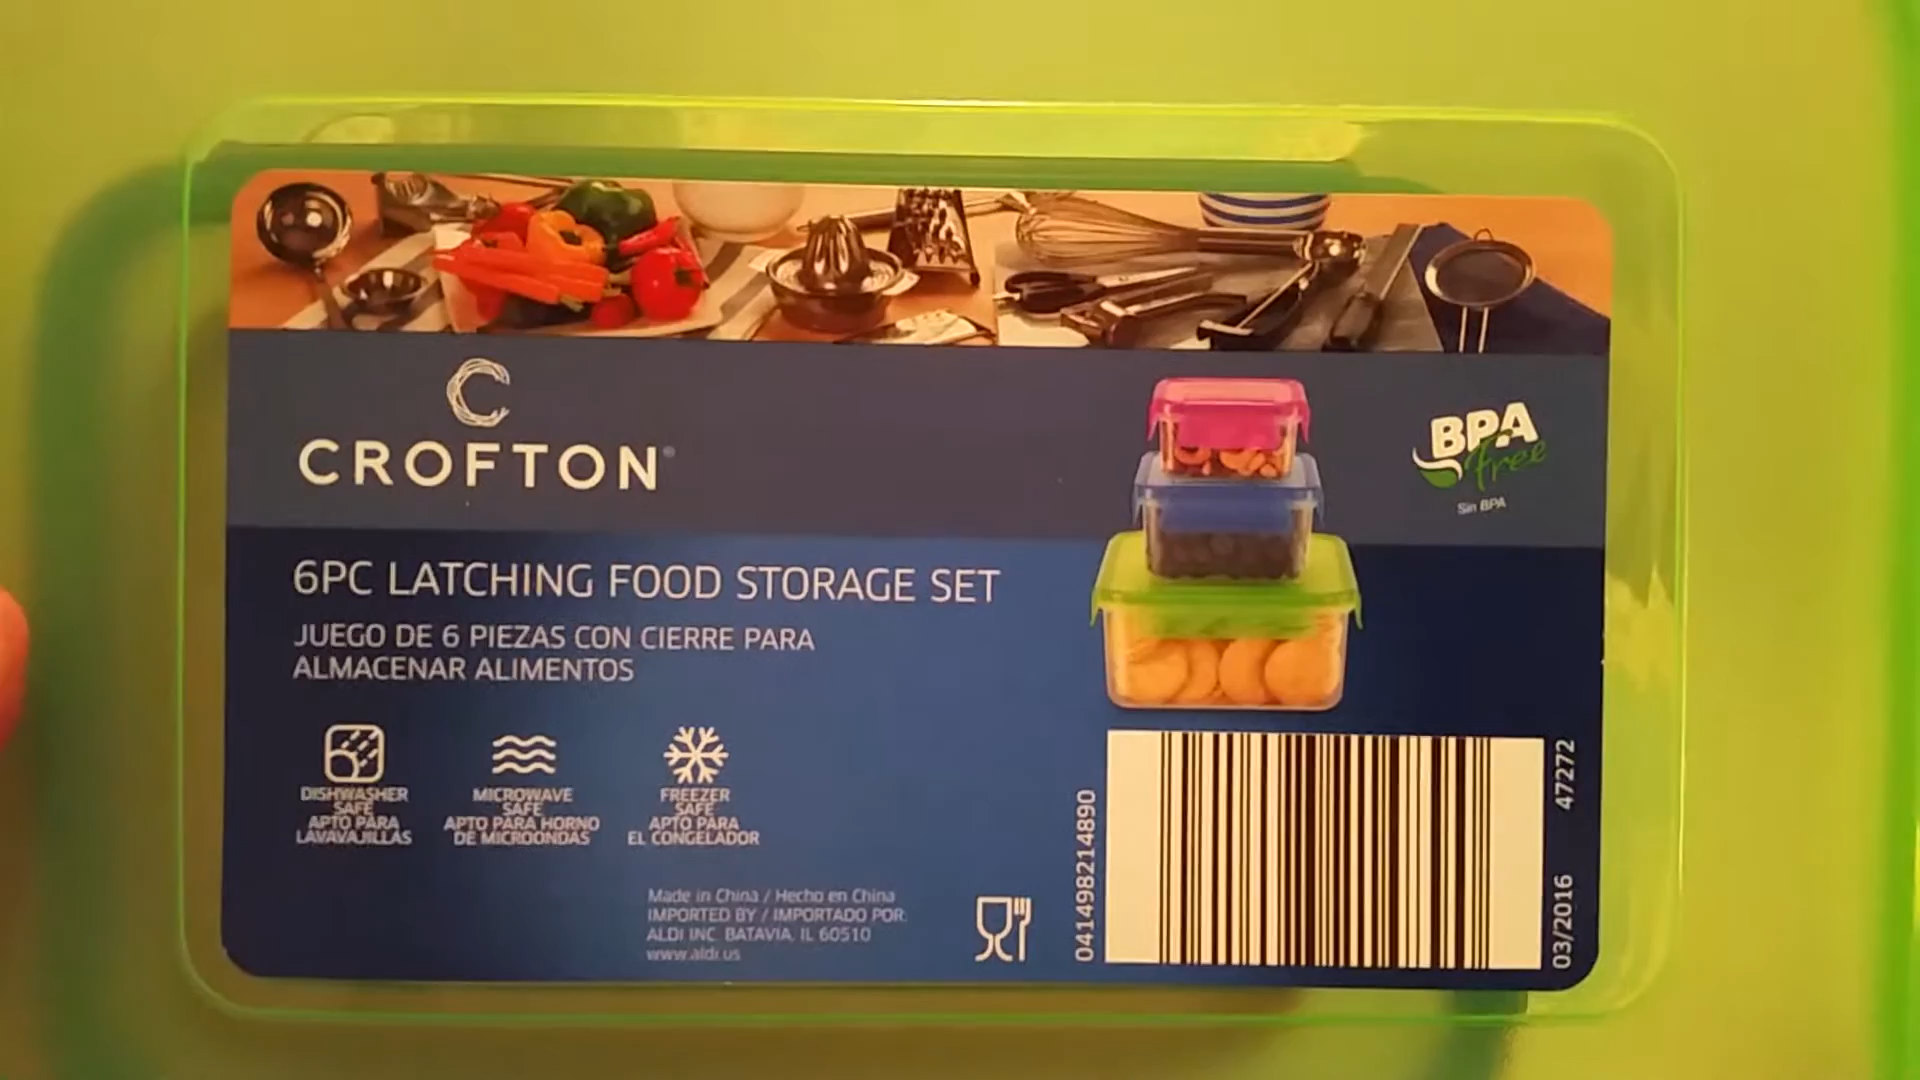 C
CROFTON®
BPA
free
Sin BPA
6PC LATCHING FOOD STORAGE SET
JUEGO DE 6 PIEZAS CON CIERRE PARA
ALMACENAR ALIMENTOS
DISHWASHER
SAFE
APTO PARA
LAVAVAJILLAS
MICROWAVE
SAFE
APTO PARA HORNO
DE MICROONDAS
FREEZER
SAFE
APTO PARA
EL CONGELADOR
Made in China / Hecho en China
IMPORTED BY / IMPORTADO POR:
ALDI INC. BATAVIA, IL 60510
www.aldi.us
041498214890
47272
03/2016